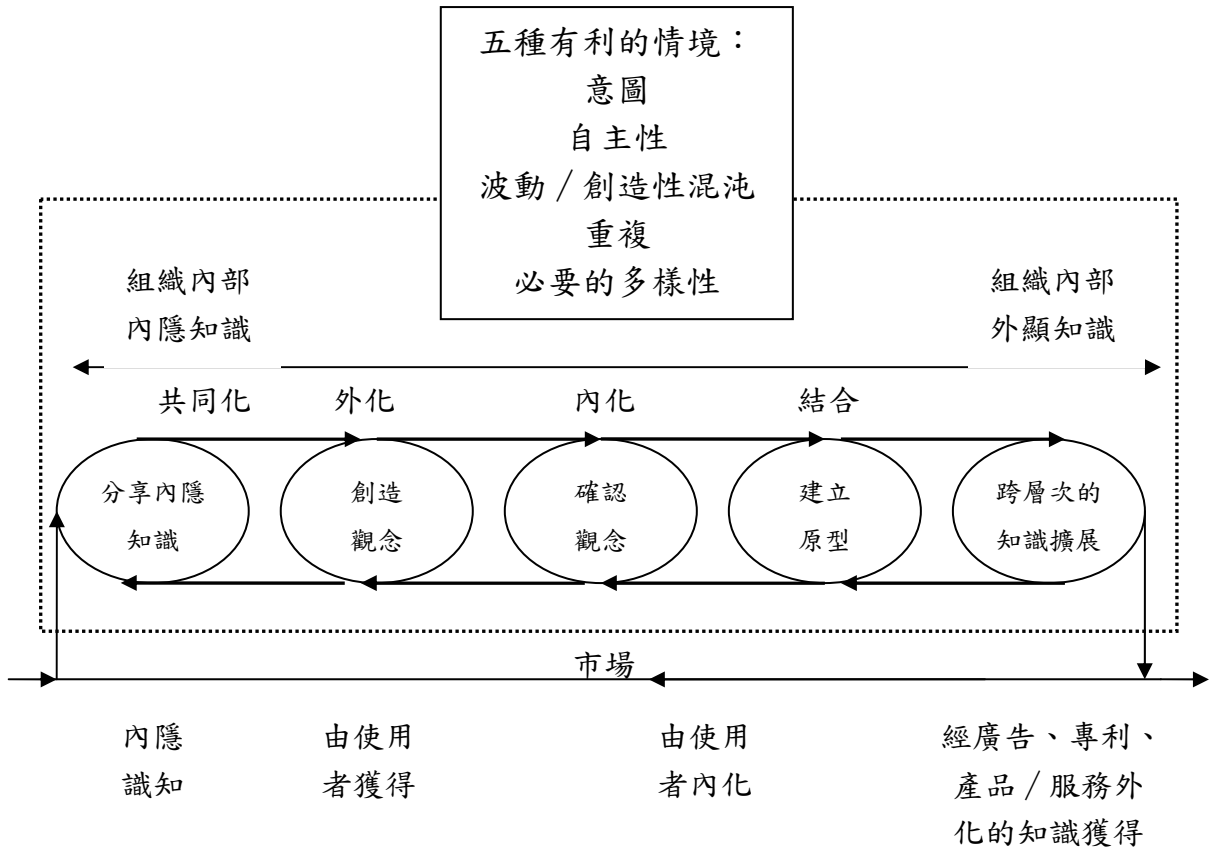 五種有利的情境：
意圖
自主性
波動／創造性混沌
重複
必要的多樣性
組織內部
內隱知識
組織內部
外顯知識
共同化
外化
內化
結合
分享內隱
知識
創造
觀念
確認
觀念
建立
原型
跨層次的
知識擴展
市場
內隱
識知
由使用
者獲得
由使用
者內化
經廣告、專利、
產品／服務外
化的知識獲得